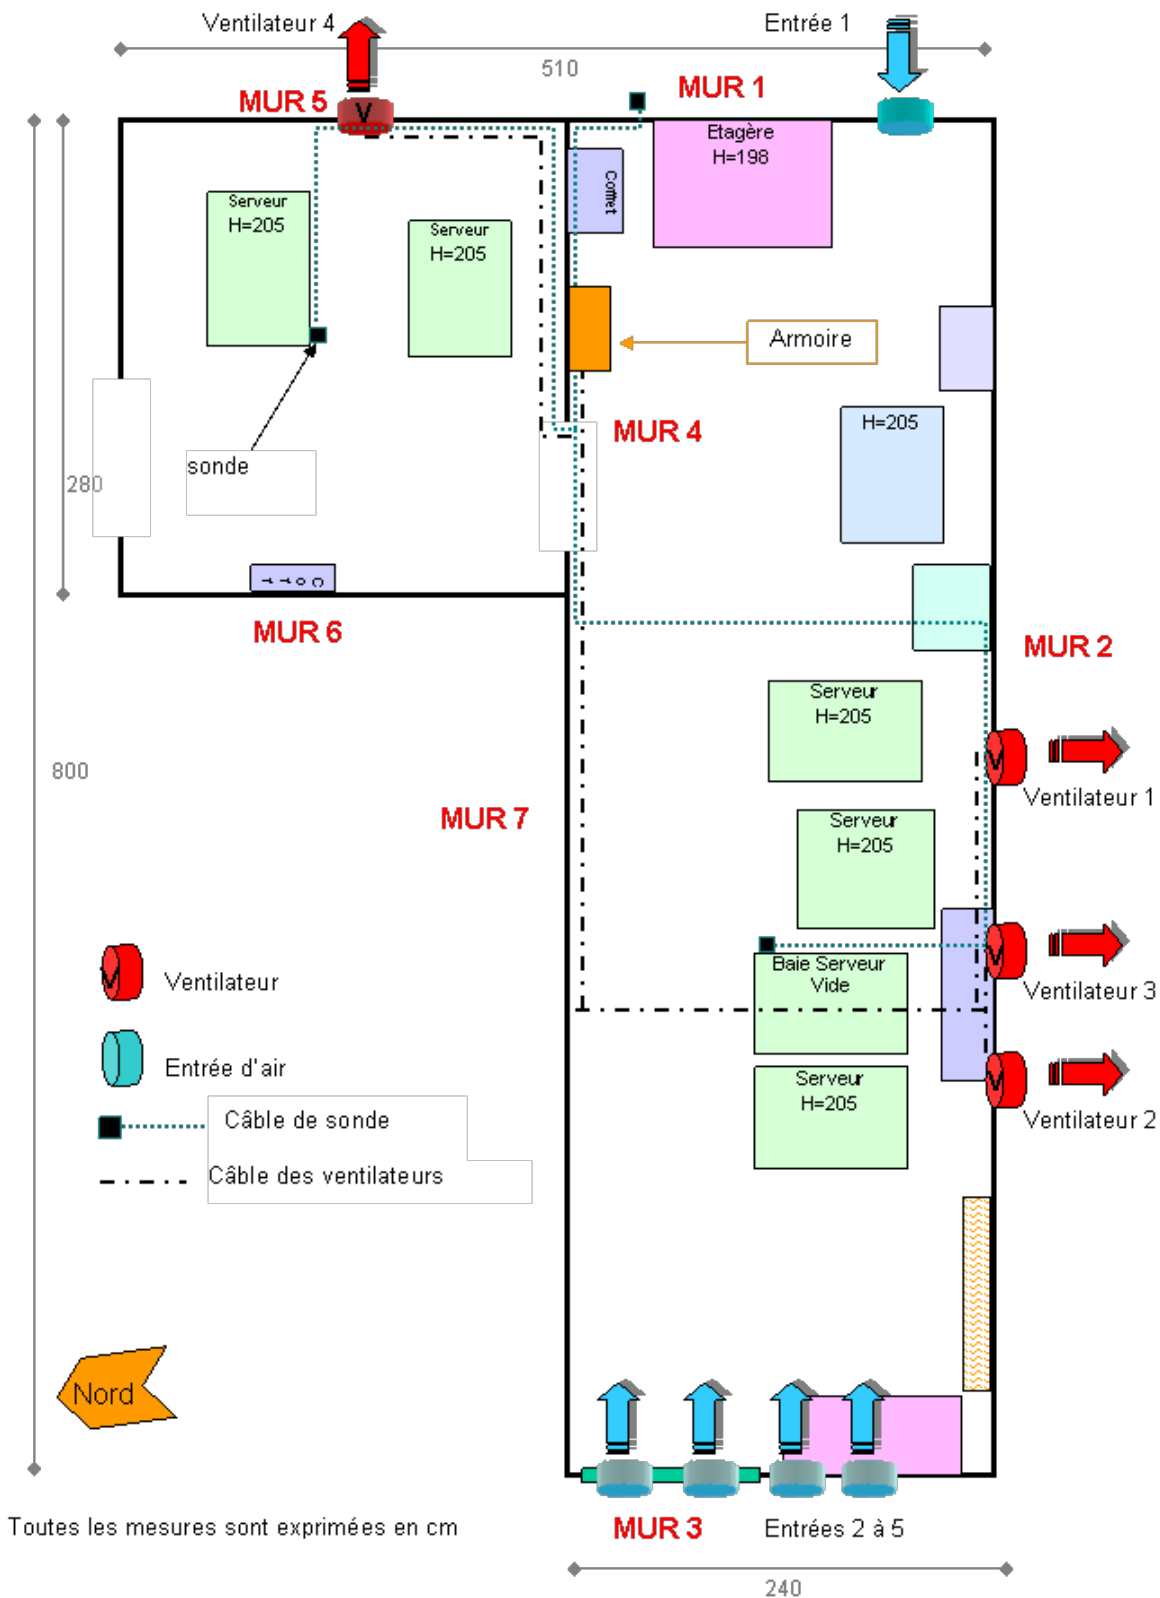 Ventilateur 4
Entrée 1
510
MUR 5
MUR 1
V
Etagère
H=198
Coffret
Serveur
H=205
Serveur
H=205
Armoire
H=205
MUR 4
sonde
280
MUR 6
MUR 2
Serveur
H=205
V
Ventilateur 1
800
MUR 7
Serveur
H=205
V
Ventilateur 3
Baie Serveur
Vide
V
Ventilateur
V
Ventilateur 2
Entrée d'air
Serveur
H=205
Câble de sonde
Câble des ventilateurs
Nord
Toutes les mesures sont exprimées en cm
MUR 3
Entrées 2 à 5
240